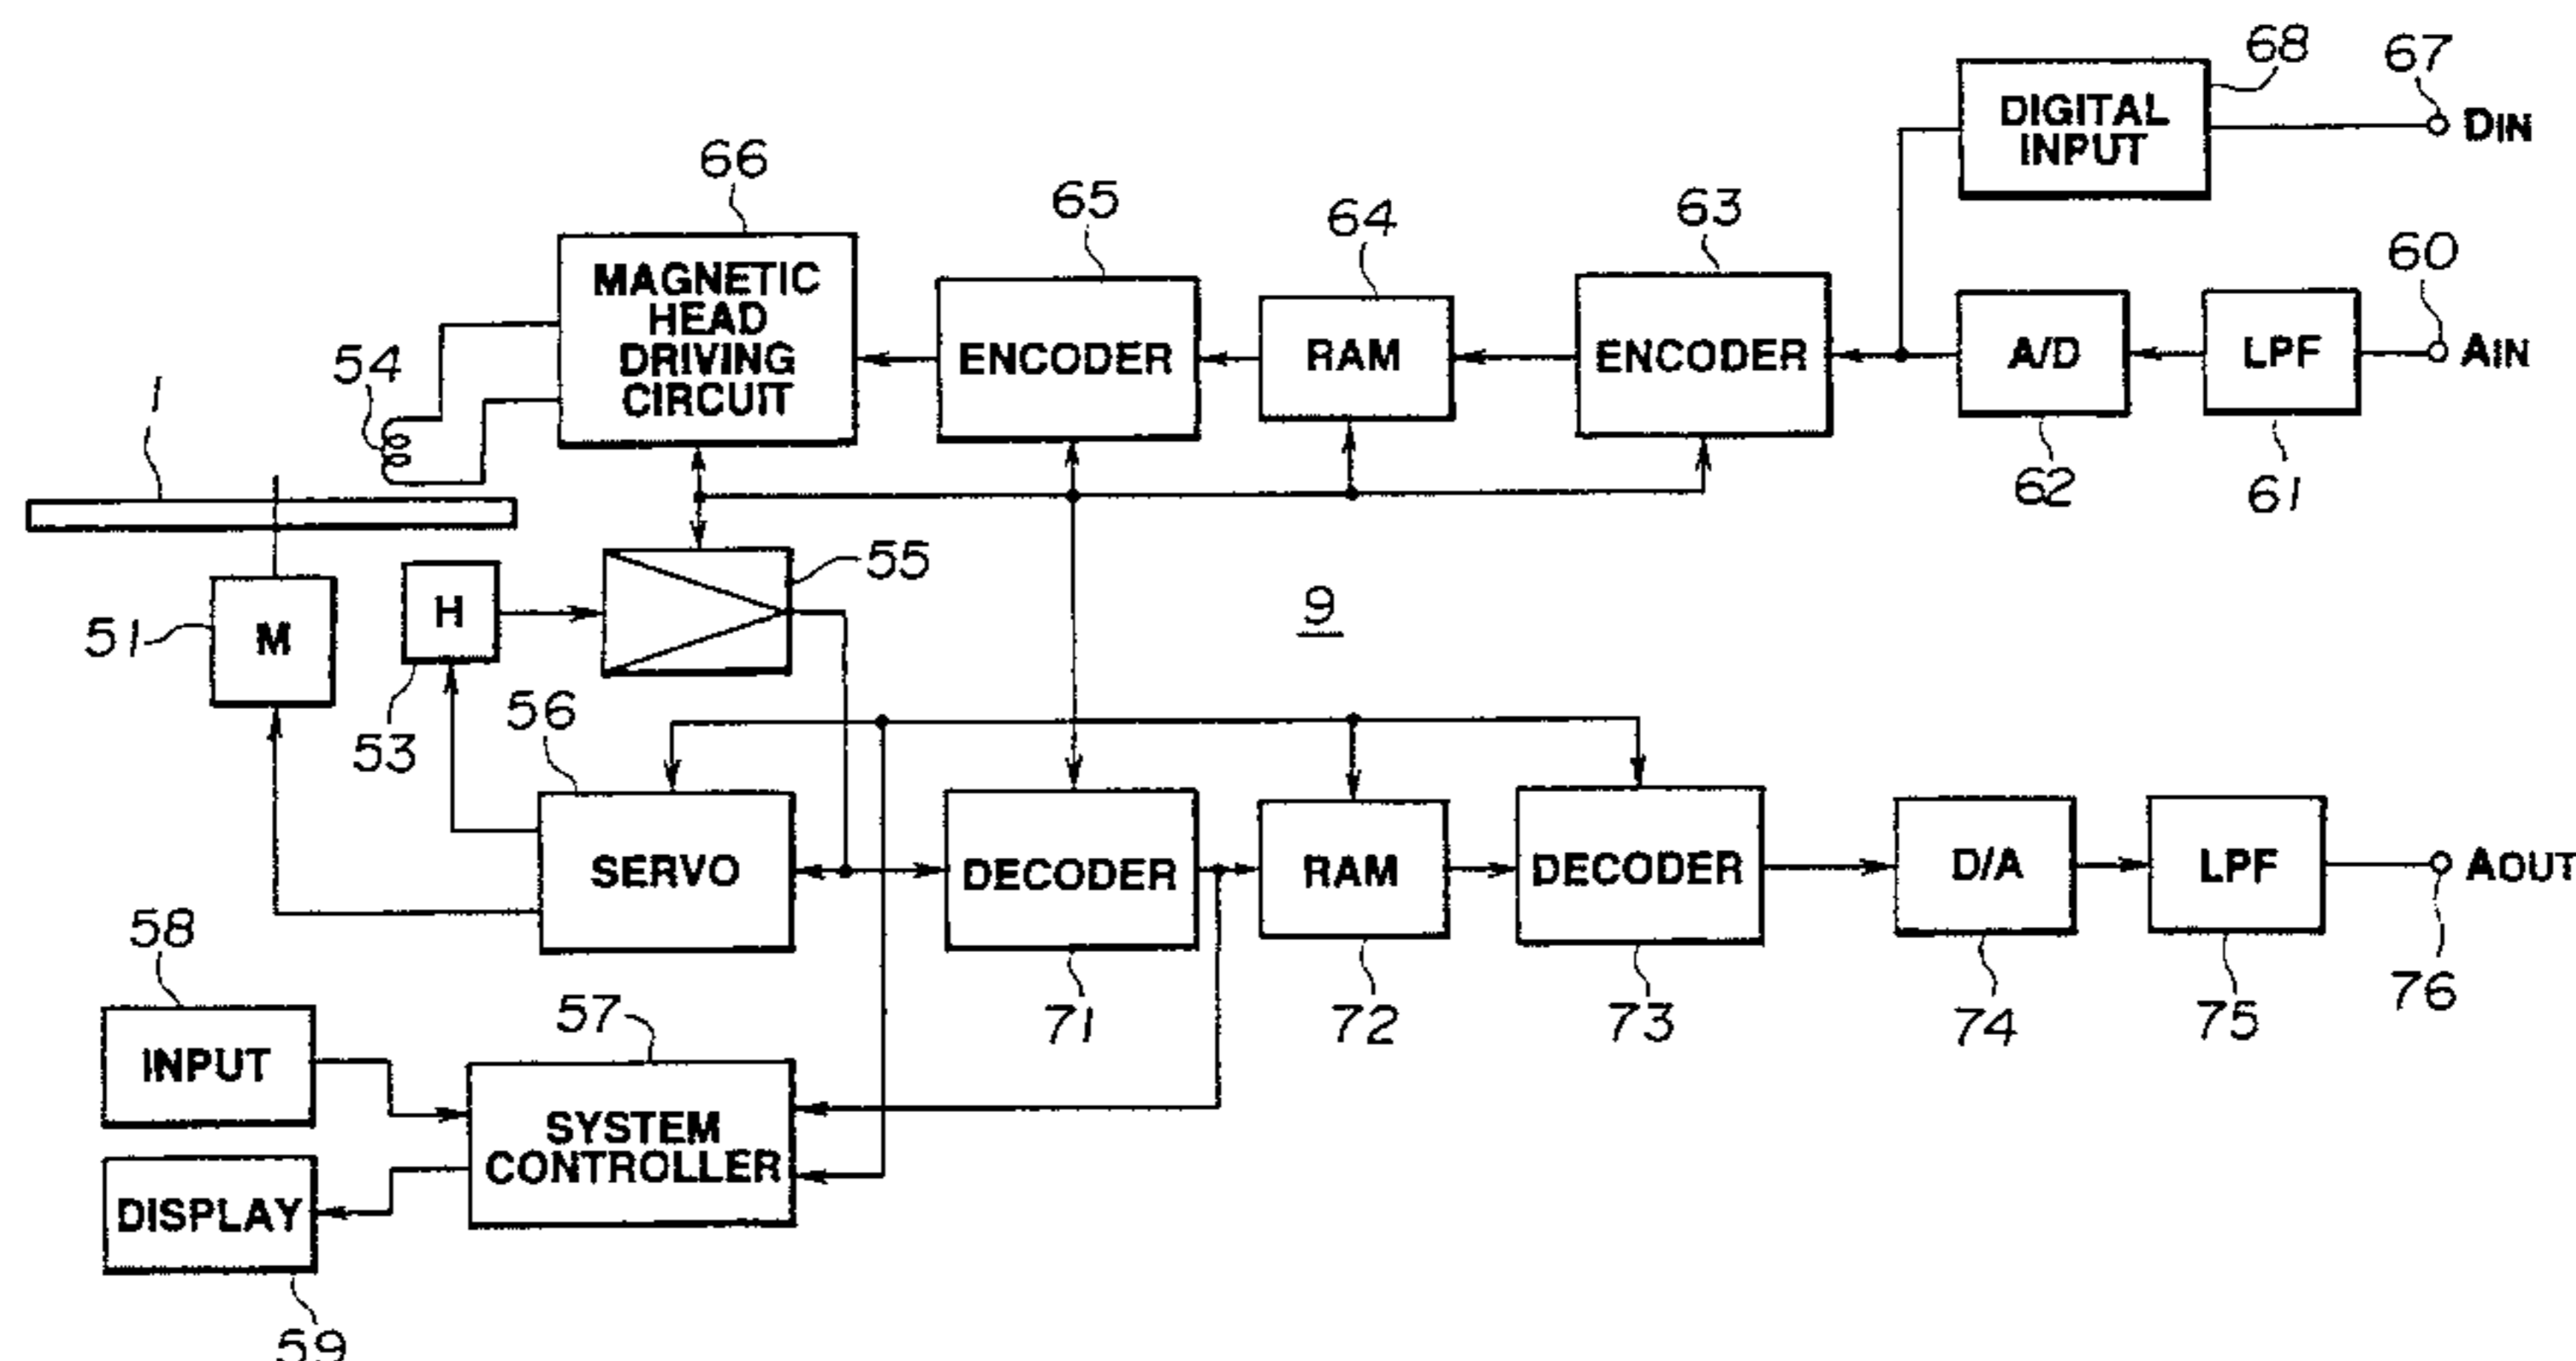 68
67
DIGITAL
INPUT
DIN
66
65
64
63
60
MAGNETIC
HEAD
DRIVING
CIRCUIT
ENCODER
RAM
ENCODER
A/D
LPF
AIN
54
1
62
61
55
9
H
M
51
53
56
SERVO
DECODER
RAM
DECODER
D/A
LPF
AOUT
58
57
71
72
73
74
75
76
INPUT
SYSTEM
CONTROLLER
DISPLAY
59